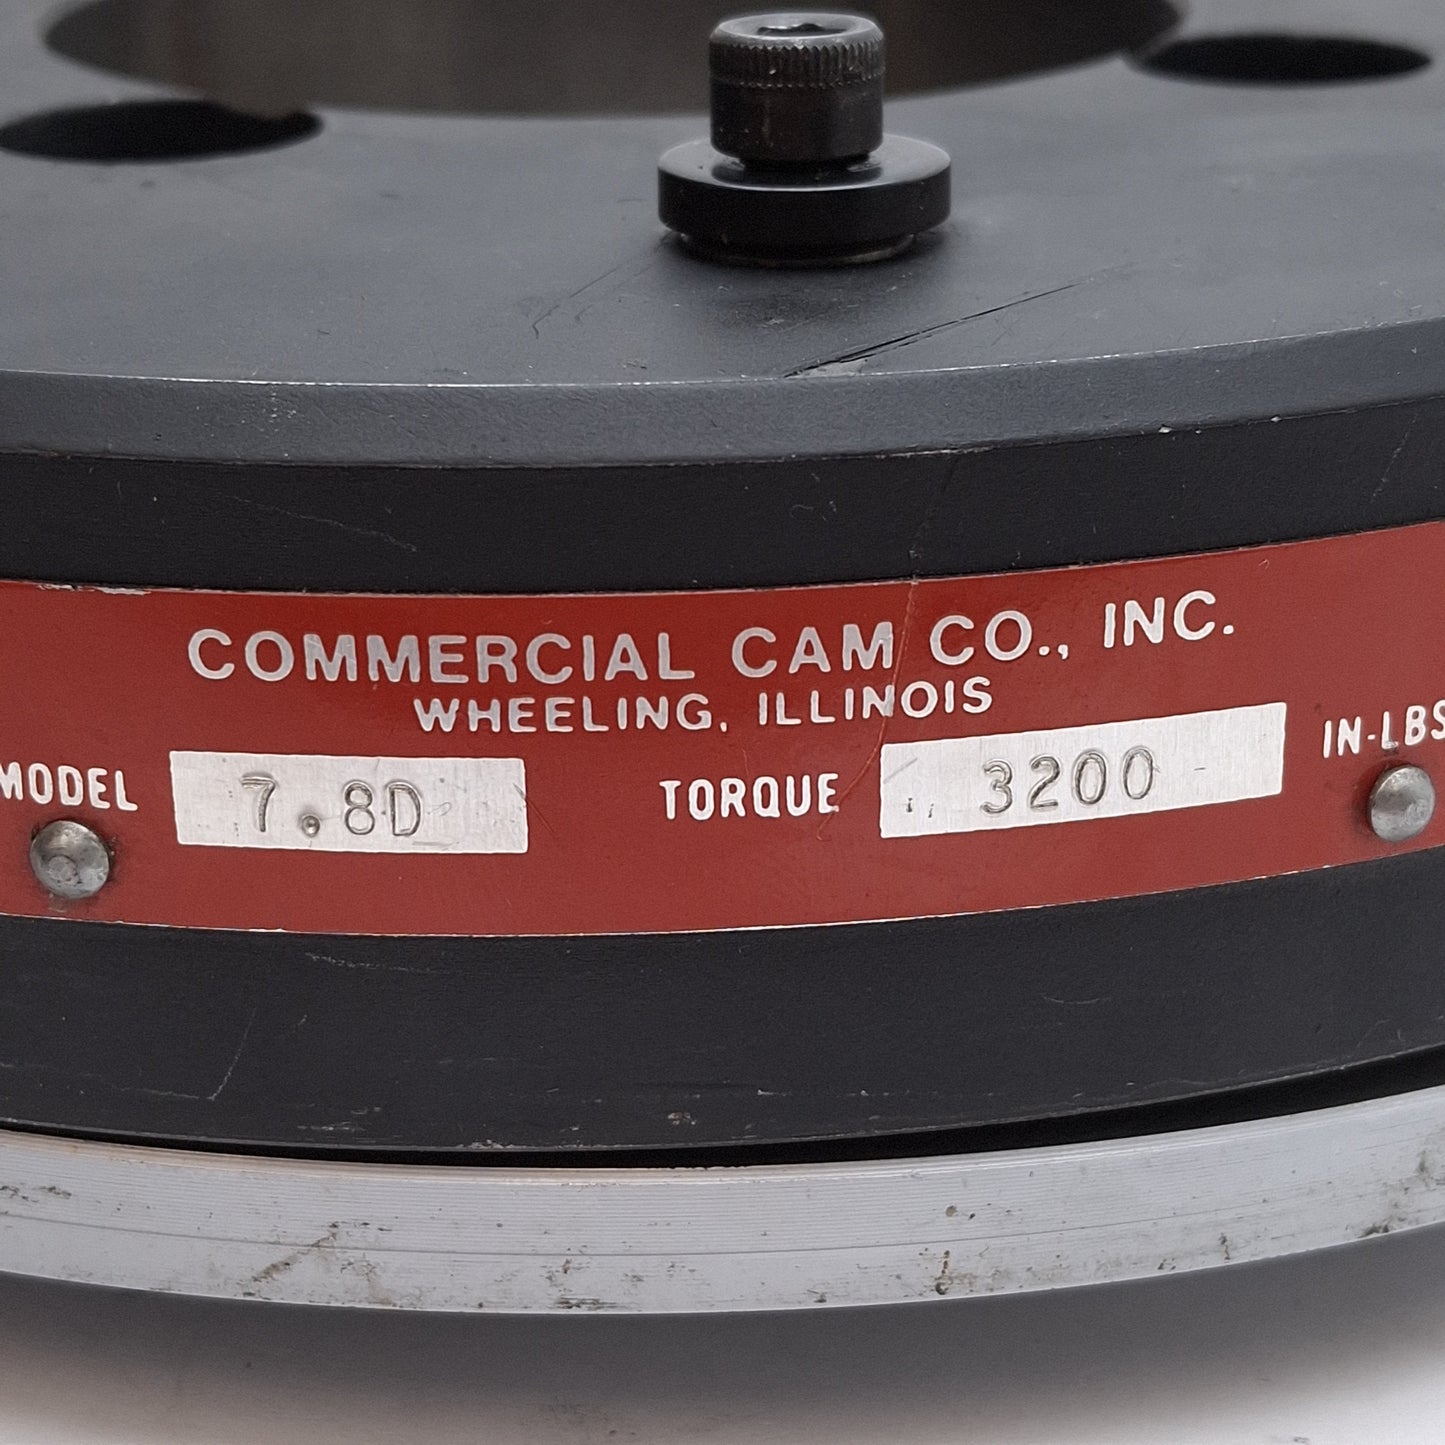 COMMERCIAL CAM CO., INC.
WHEELING, ILLINOIS
MODEL 7.8D TORQUE 3200 IN-LBS